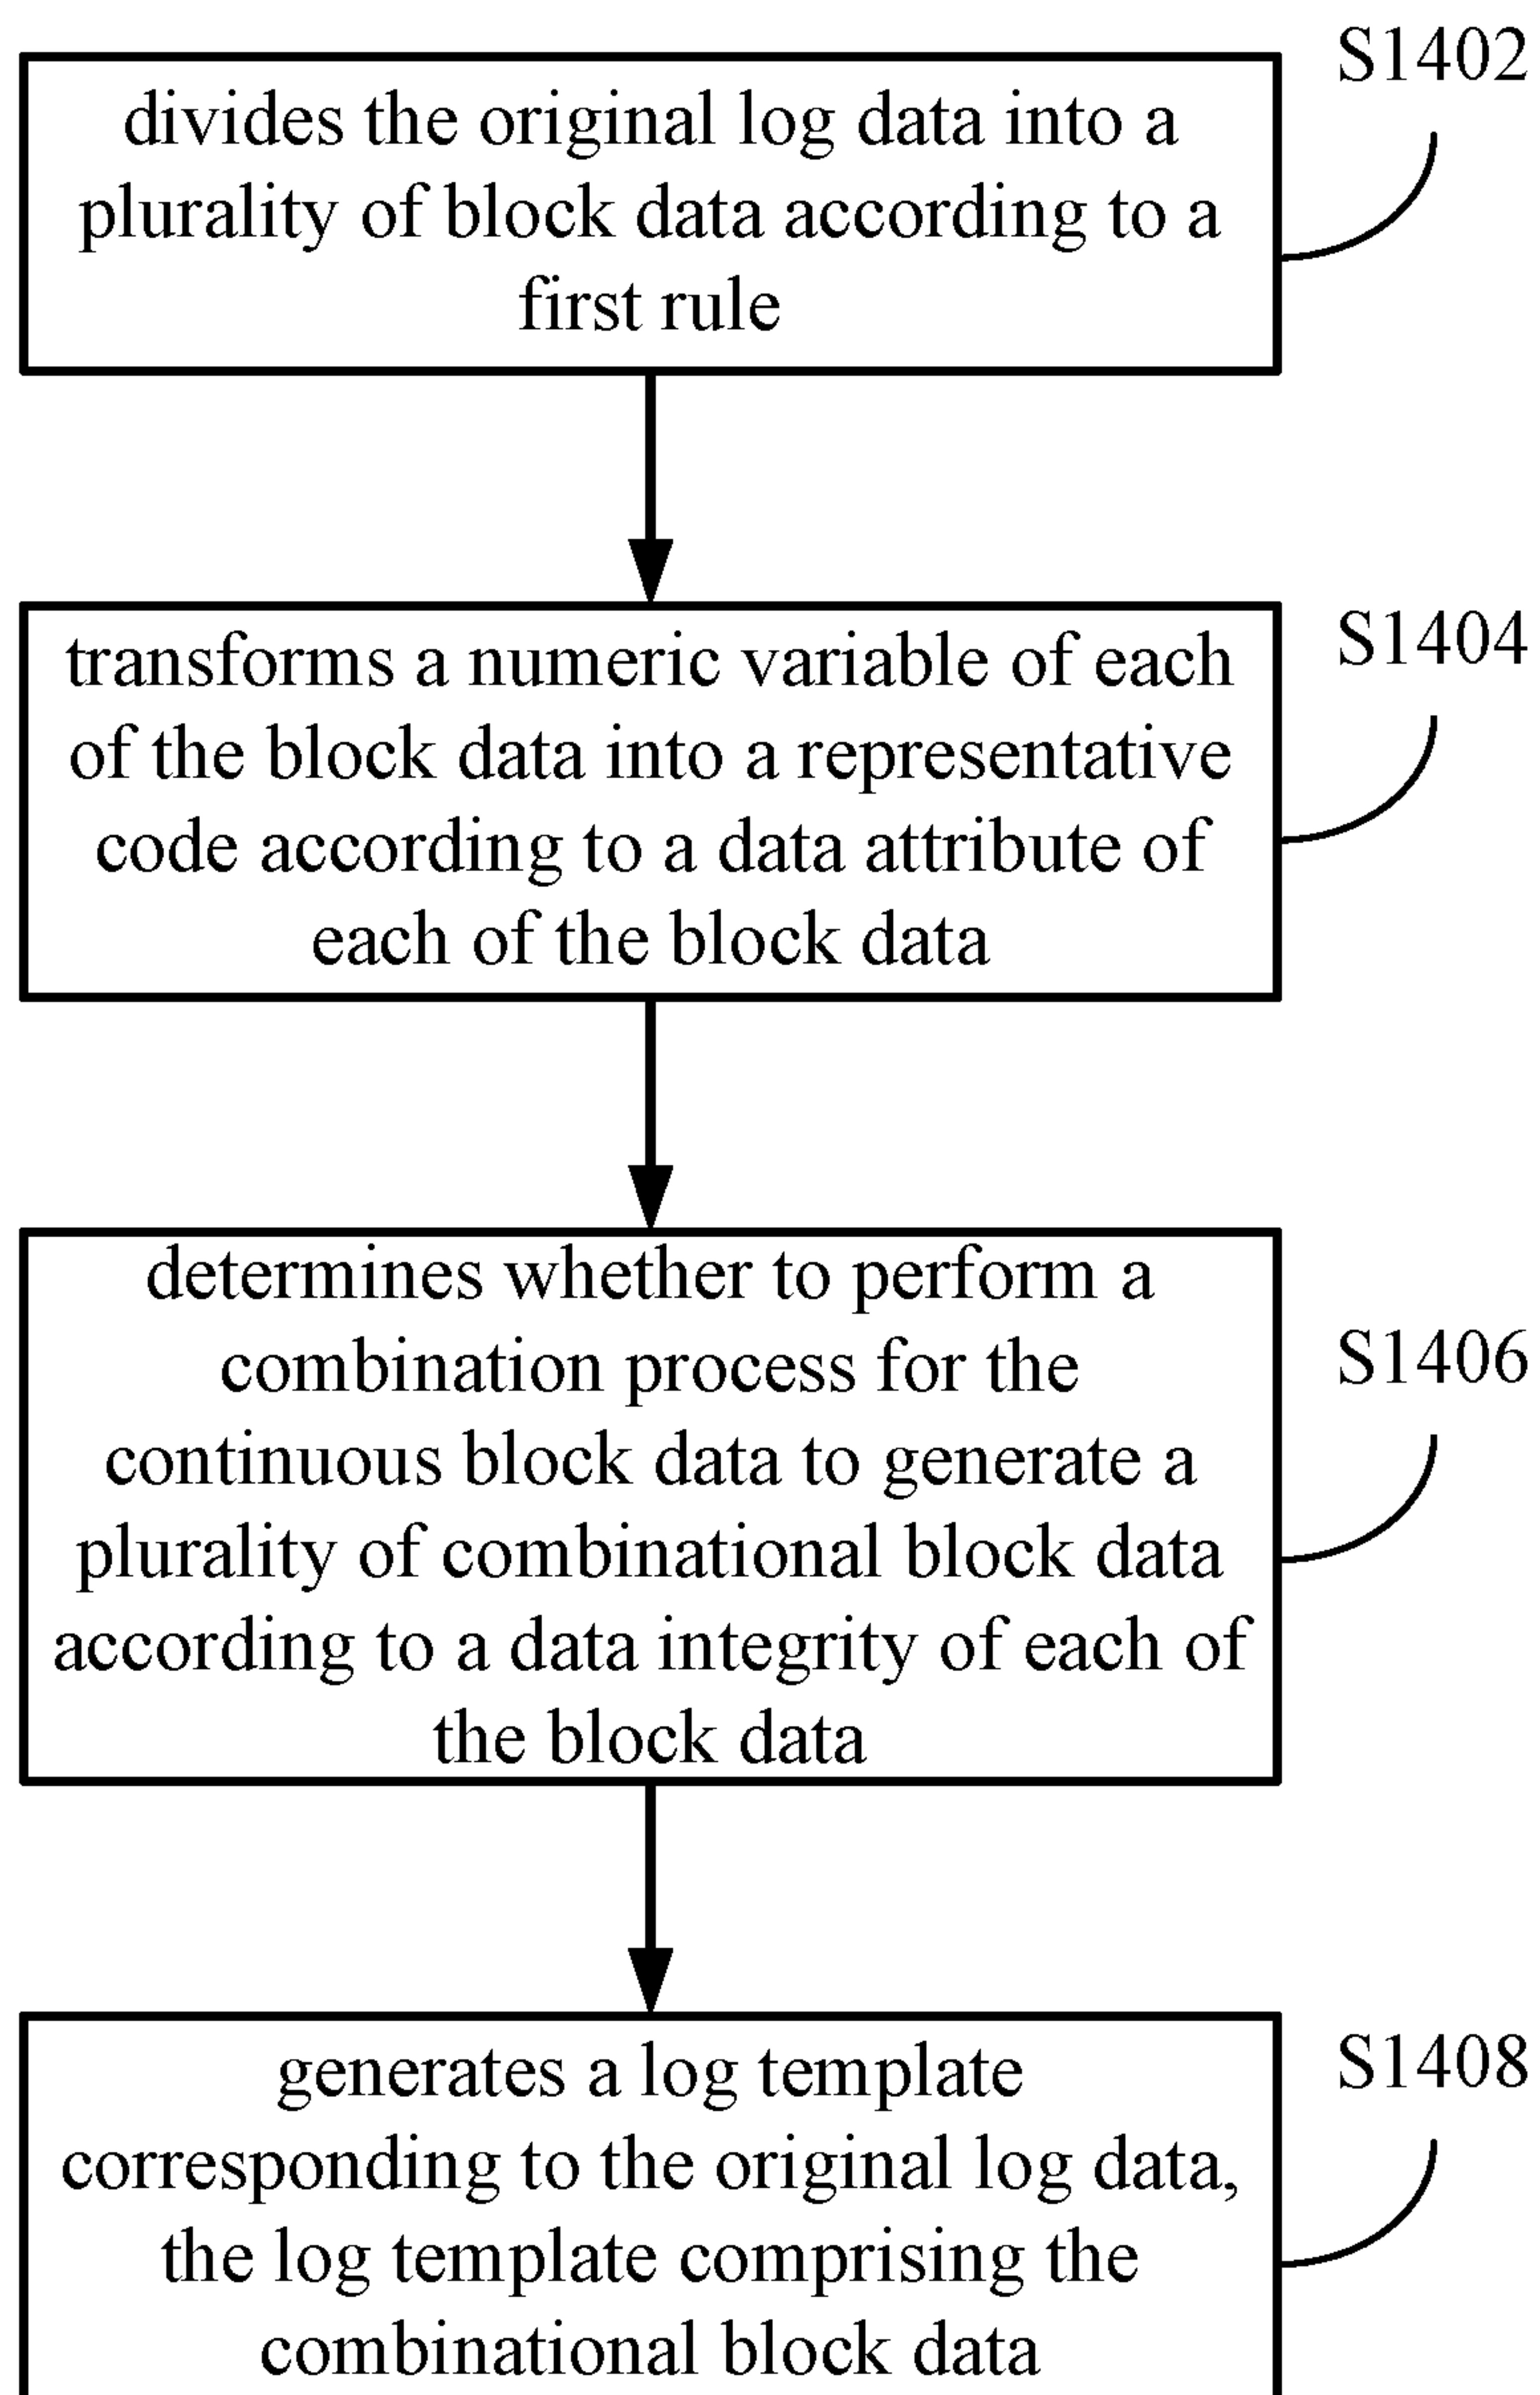 S1402
divides the original log data into a
plurality of block data according to a
first rule
S1404
transforms a numeric variable of each
of the block data into a representative
code according to a data attribute of
each of the block data
determines whether to perform a
combination process for the
S1406
continuous block data to generate a
plurality of combinational block data
according to a data integrity of each of
the block data
S1408
generates a log template
corresponding to the original log data,
the log template comprising the
combinational block data